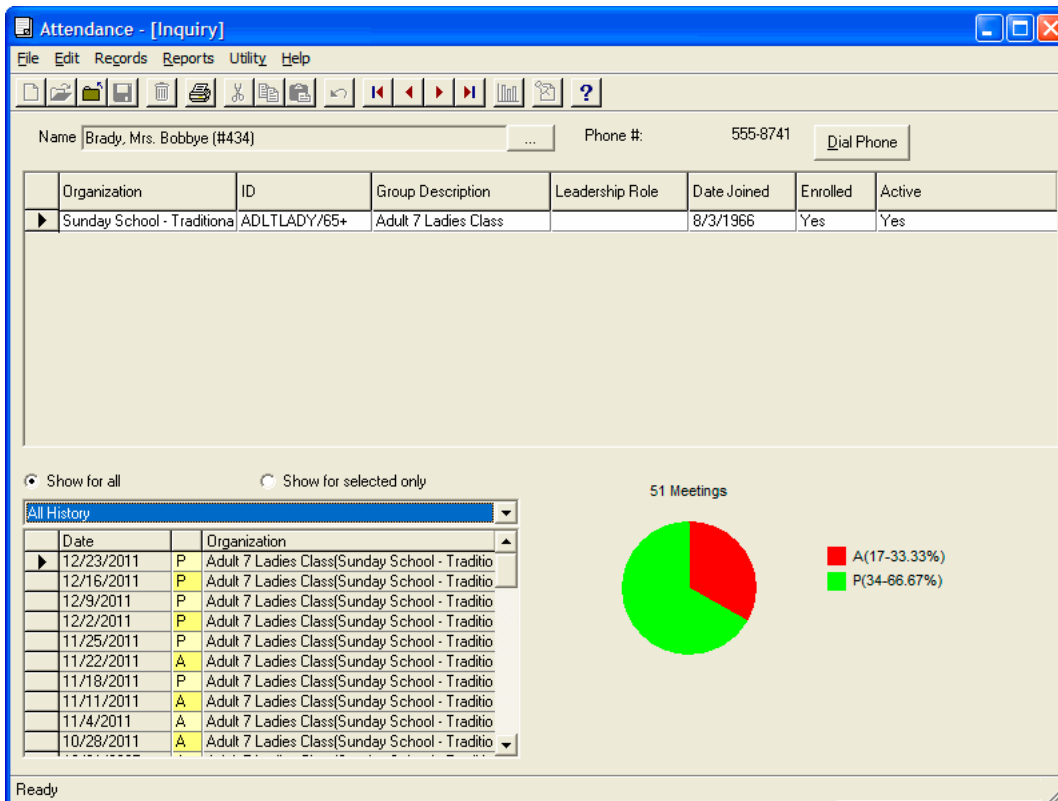 Attendance - [Inquiry]
File Edit Records Reports Utility Help
?
Name Brady, Mrs. Bobbye (#434) ... Phone #: 555-8741 Dial Phone
Organization ID Group Description Leadership Role Date Joined Enrolled Active
Sunday School - Traditiona ADLTLADY/65+ Adult 7 Ladies Class 8/3/1966 Yes Yes
Show for all Show for selected only
51 Meetings
All History
Date Organization
12/23/2011 P Adult 7 Ladies Class(Sunday School - Traditio
12/16/2011 P Adult 7 Ladies Class(Sunday School - Traditio
A(17-33.33%)
12/9/2011 P Adult 7 Ladies Class(Sunday School - Traditio
P(34-66.67%)
12/2/2011 P Adult 7 Ladies Class(Sunday School - Traditio
11/25/2011 P Adult 7 Ladies Class(Sunday School - Traditio
11/22/2011 A Adult 7 Ladies Class(Sunday School - Traditio
11/18/2011 P Adult 7 Ladies Class(Sunday School - Traditio
11/11/2011 A Adult 7 Ladies Class(Sunday School - Traditio
11/4/2011 A Adult 7 Ladies Class(Sunday School - Traditio
10/28/2011 A Adult 7 Ladies Class(Sunday School - Traditio
Ready